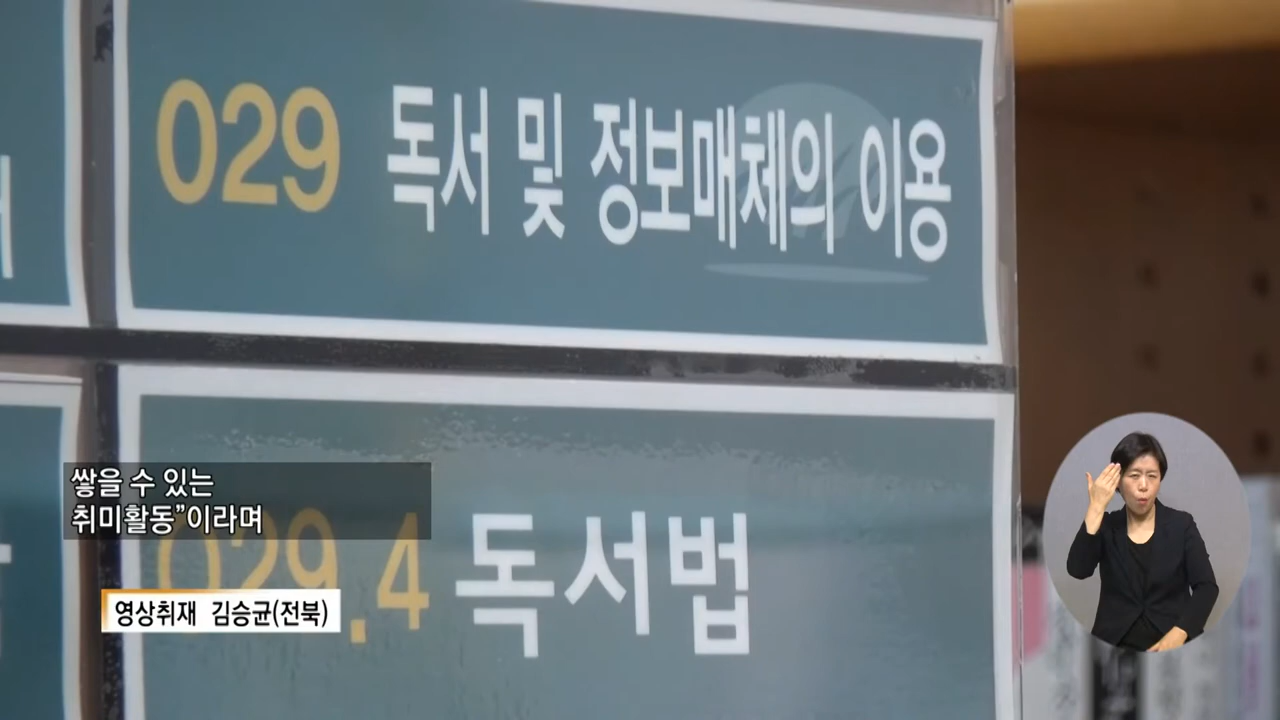 029 독서 및 정보매체의 이용
029.4 독서법
쌓을 수 있는
취미활동”이라며
영상취재 김승균(전북)